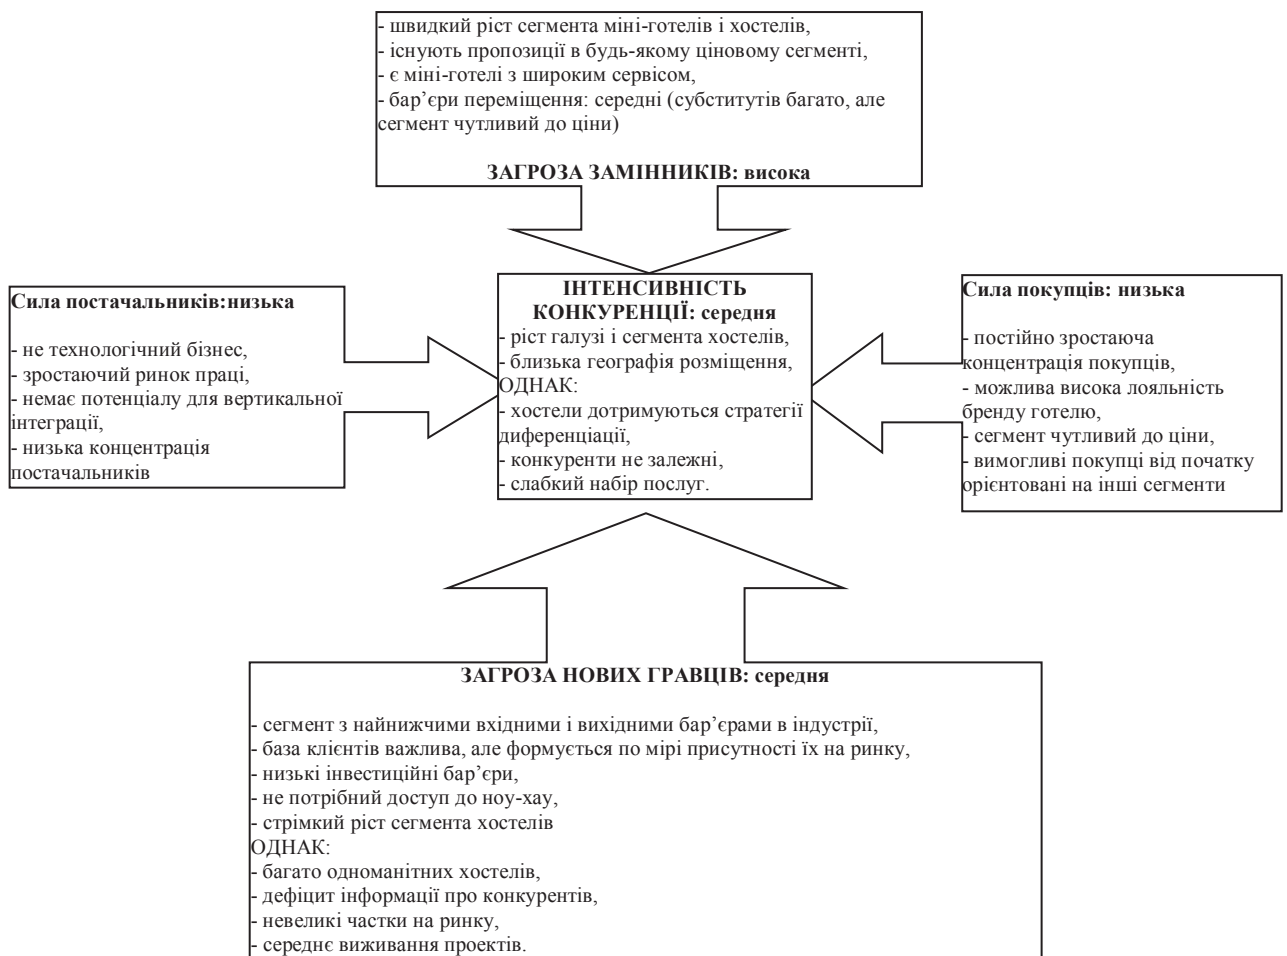 - швидкий ріст сегмента міні-готелів і хостелів,
- існують пропозиції в будь-якому ціновому сегменті,
- є міні-готелі з широким сервісом,
- бар’єри переміщення: середні (субститутів багато, але
сегмент чутливий до ціни)
ЗАГРОЗА ЗАМІННИКІВ: висока
Сила постачальників:низька
- не технологічний бізнес,
- зростаючий ринок праці,
- немає потенціалу для вертикальної
інтеграції,
- низька концентрація
постачальників
ІНТЕНСИВНІСТЬ
КОНКУРЕНЦІЇ: середня
- ріст галузі і сегмента хостелів,
- близька географія розміщення,
ОДНАК:
- хостели дотримуються стратегії
диференціації,
- конкуренти не залежні,
- слабкий набір послуг.
Сила покупців: низька
- постійно зростаюча
концентрація покупців,
- можлива висока лояльність
бренду готелю,
- сегмент чутливий до ціни,
- вимогливі покупці від початку
орієнтовані на інші сегменти
ЗАГРОЗА НОВИХ ГРАВЦІВ: середня
- сегмент з найнижчими вхідними і вихідними бар’єрами в індустрії,
- база клієнтів важлива, але формується по мірі присутності їх на ринку,
- низькі інвестиційні бар’єри,
- не потрібний доступ до ноу-хау,
- стрімкий ріст сегмента хостелів
ОДНАК:
- багато одноманітних хостелів,
- дефіцит інформації про конкурентів,
- невеликі частки на ринку,
- середнє виживання проектів.